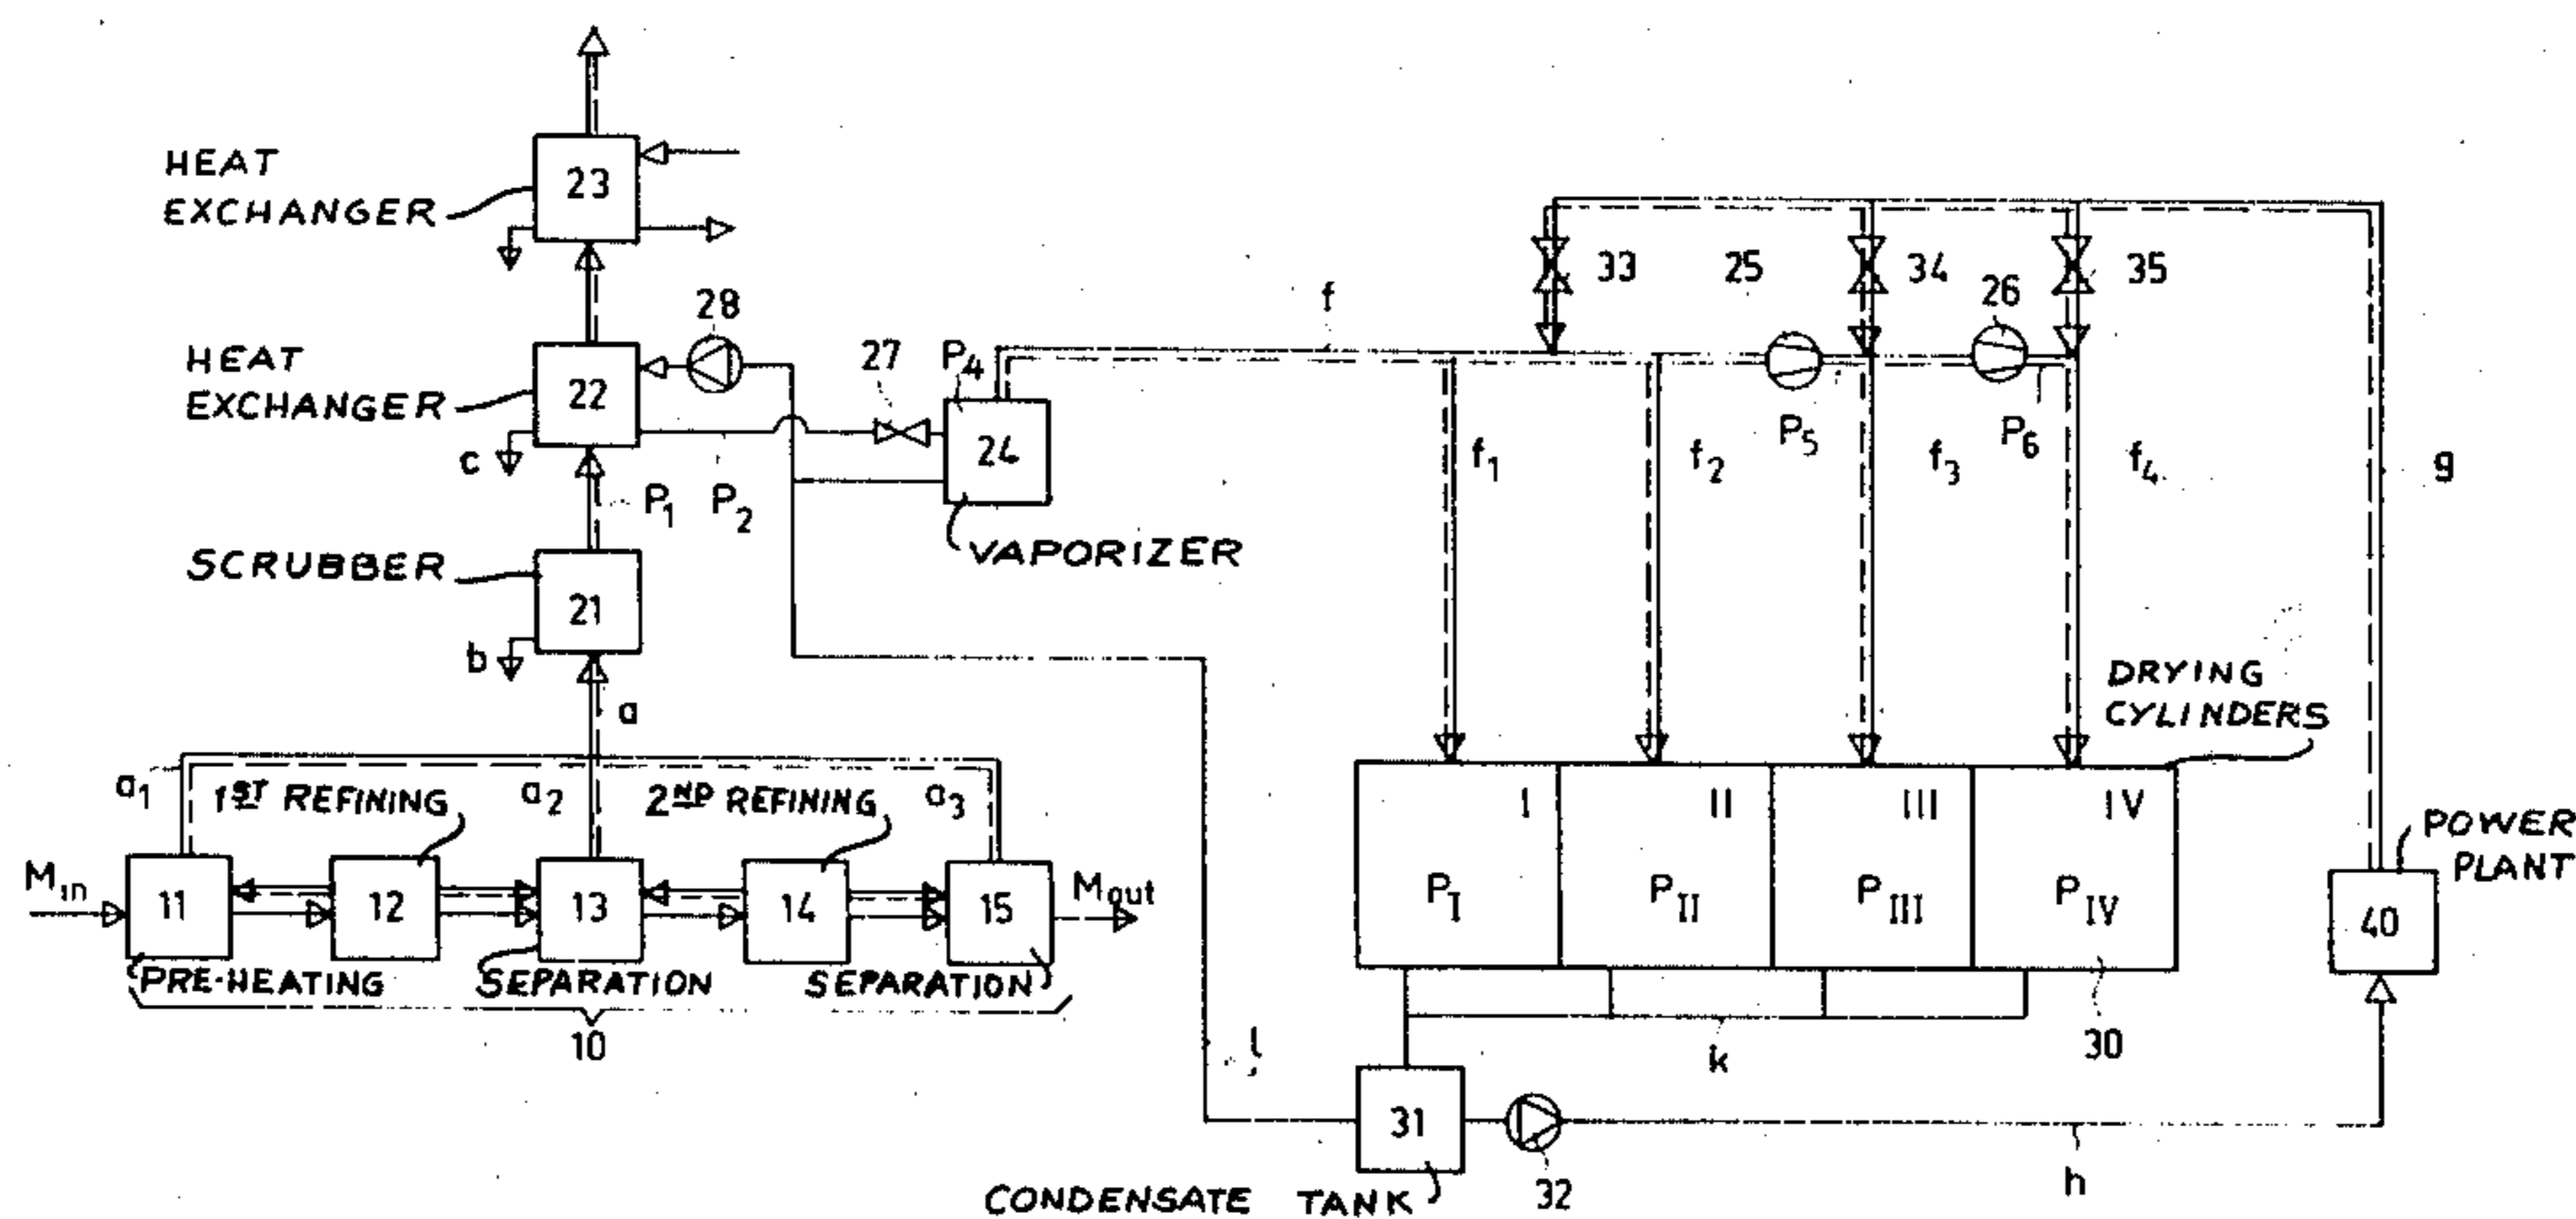 HEAT
EXCHANGER
23
HEAT
EXCHANGER
22
28
27
P4
24
VAPORIZER
c
P1
P2
SCRUBBER
21
b
a
f
33
25
34
26
35
P5
P6
f1
f2
f3
f4
g
DRYING
CYLINDERS
a1
1ST REFINING
a2
2ND REFINING
a3
Min
11
12
13
14
15
Mout
PRE-HEATING
SEPARATION
SEPARATION
10
I
II
III
IV
PI
PII
PIII
PIV
POWER
PLANT
40
30
k
l
31
32
h
CONDENSATE TANK